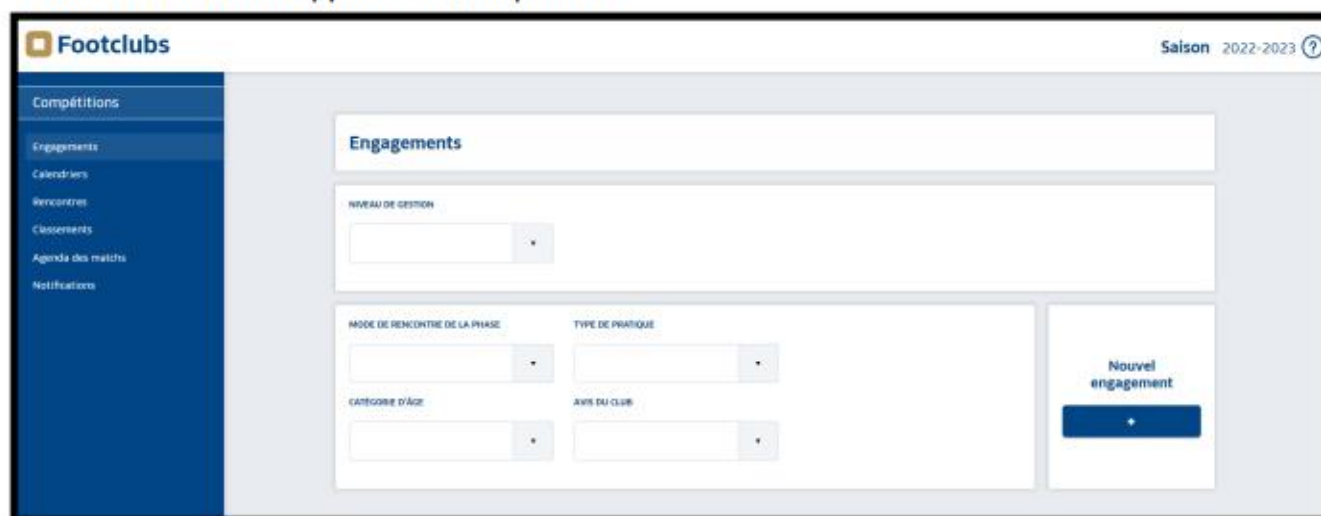 Footclubs
Saison 2022-2023 ?
Compétitions
Engagements
Calendriers
Rencontres
Classements
Agenda des matchs
Notifications
Engagements
NIVEAU DE GESTION
MODE DE RENCONTRE DE LA PHASE TYPE DE PRATIQUE
CATÉGORIE D'ÂGE AVIS DU CLUB
Nouvel
engagement
+